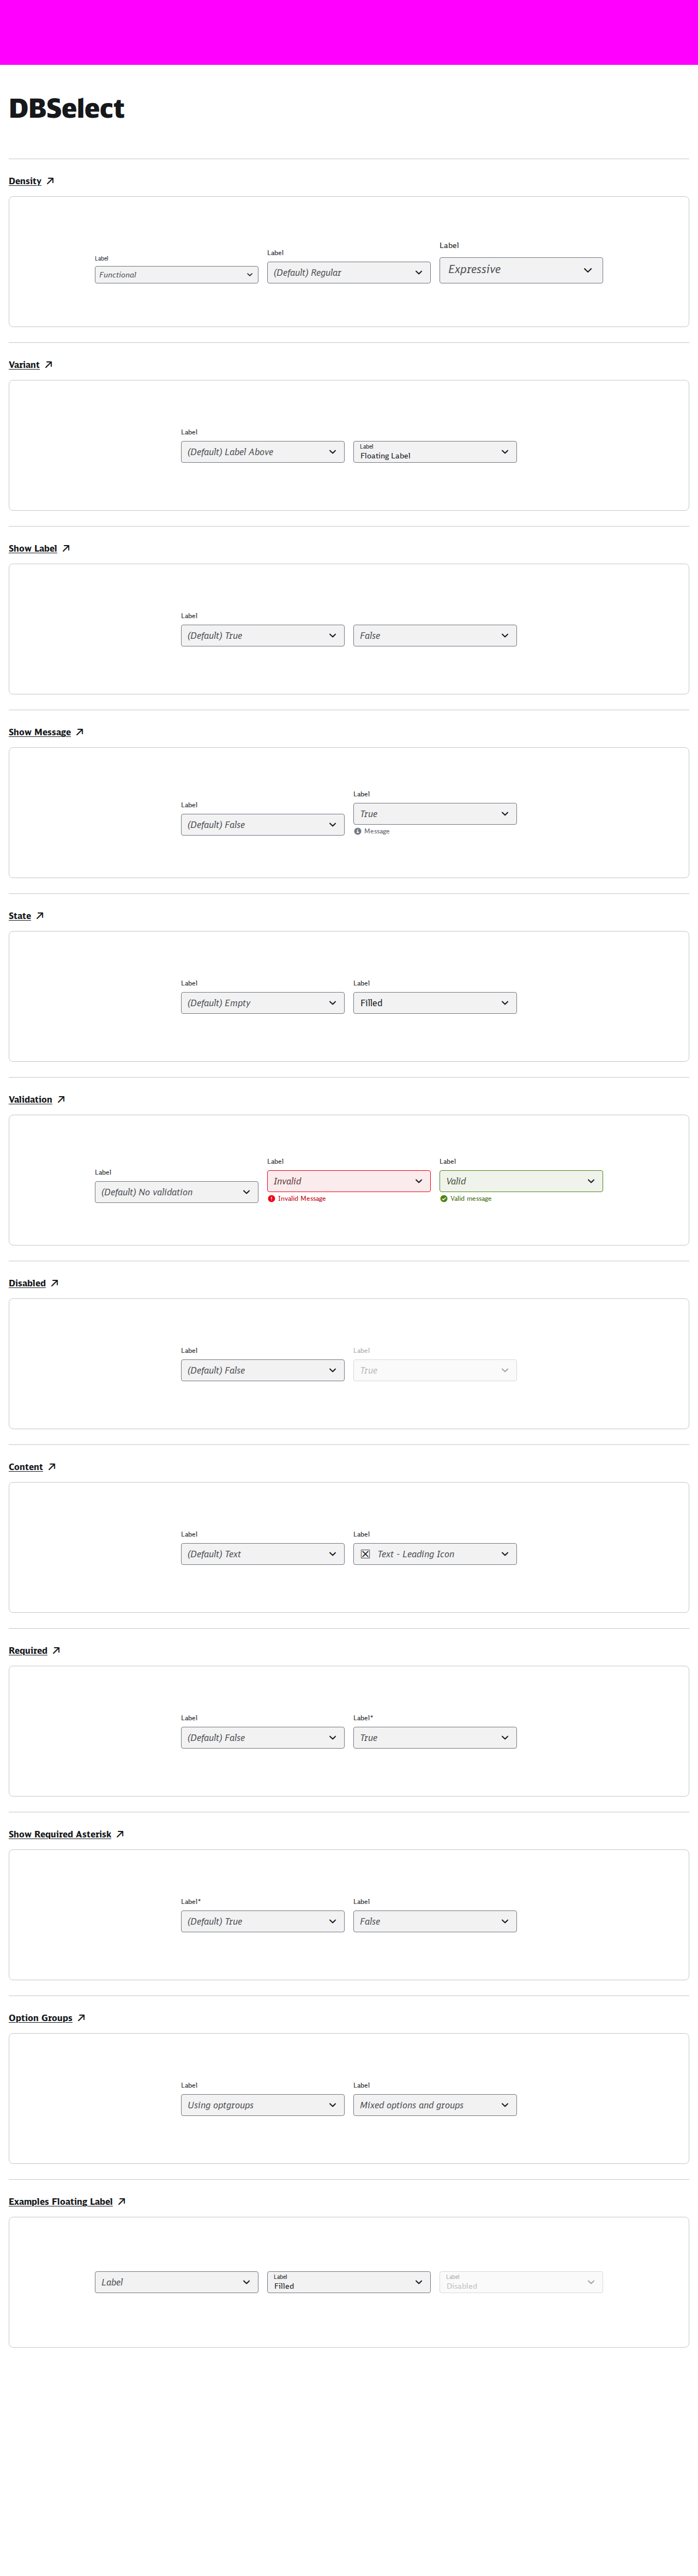 DBSelect
Density
Label
Label
Label
Functional
(Default) Regular
Expressive
Variant
Label
(Default) Label Above
Label
Floating Label
Show Label
Label
(Default) True
False
Show Message
Label
(Default) False
Label
True
Message
State
Label
Label
(Default) Empty
Filled
Validation
Label
(Default) No validation
Label
Invalid
Invalid Message
Label
Valid
Valid message
Disabled
Label
Label
(Default) False
True
Content
Label
Label
(Default) Text
Text - Leading Icon
Required
Label
Label*
(Default) False
True
Show Required Asterisk
Label*
Label
(Default) True
False
Option Groups
Label
Label
Using optgroups
Mixed options and groups
Examples Floating Label
Label
Label
Filled
Label
Disabled